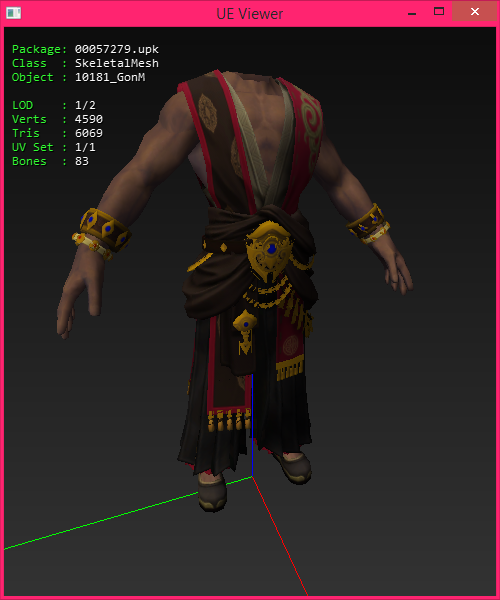 UE Viewer
Package: 00057279.upk
Class : SkeletalMesh
Object : 10181_GonM
LOD : 1/2
Verts : 4590
Tris : 6069
UV Set : 1/1
Bones : 83